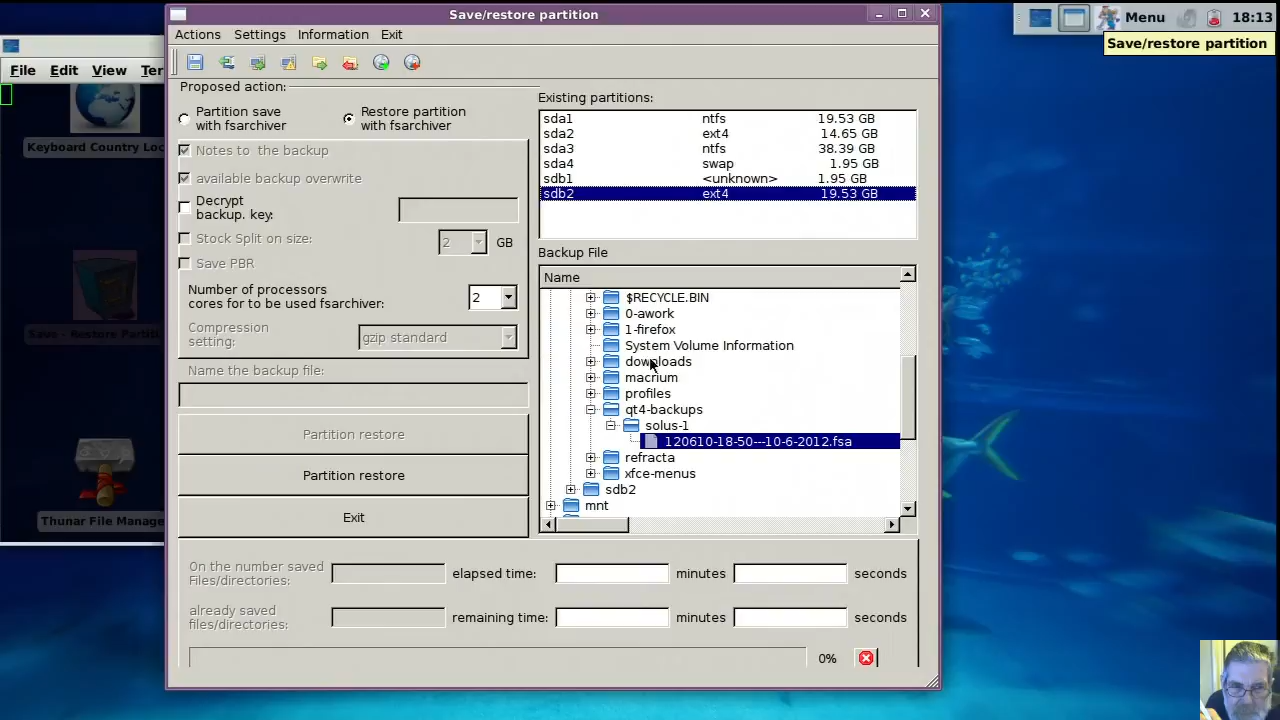 Save/restore partition
Actions Settings Information Exit
Menu 18:13
Save/restore partition
File Edit View Ter
Keyboard Country Loc
Save - Restore Partiti
Thunar File Manage
Proposed action:
Partition save
with fsarchiver
Restore partition
with fsarchiver
Notes to the backup
available backup overwrite
Decrypt
backup. key:
Stock Split on size: 2 GB
Save PBR
Number of processors
cores for to be used fsarchiver: 2
Compression
setting: gzip standard
Name the backup file:
Partition restore
Partition restore
Exit
Existing partitions:
sda1 ntfs 19.53 GB
sda2 ext4 14.65 GB
sda3 ntfs 38.39 GB
sda4 swap 1.95 GB
sdb1 <unknown> 1.95 GB
sdb2 ext4 19.53 GB
Backup File
Name
$RECYCLE.BIN
0-awork
1-firefox
System Volume Information
downloads
macrium
profiles
qt4-backups
solus-1
120610-18-50---10-6-2012.fsa
refracta
xfce-menus
sdb2
mnt
On the number saved
Files/directories:
elapsed time: minutes seconds
already saved
files/directories:
remaining time: minutes seconds
0%